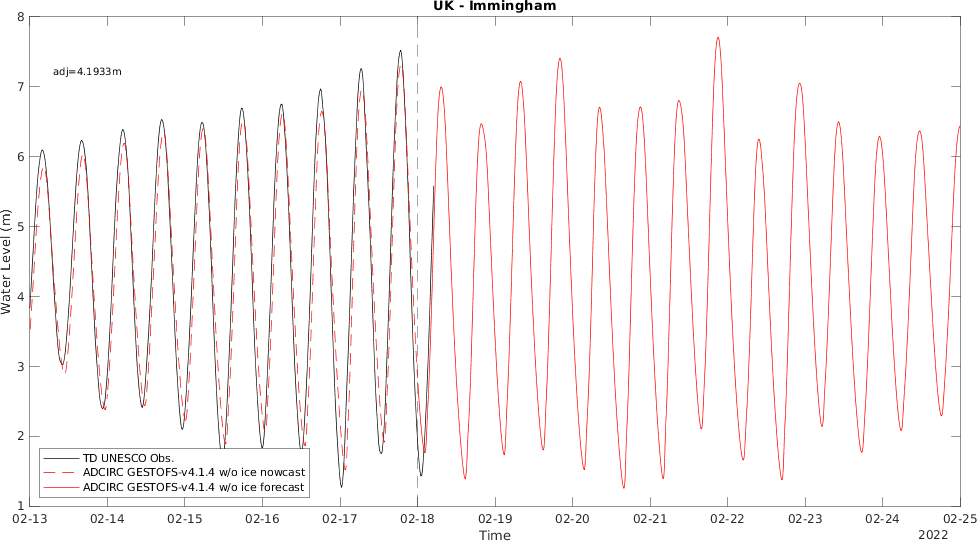 UK - Immingham
8
7
6
5
4
3
2
1
Water Level (m)
adj=4.1933m
TD UNESCO Obs.
ADCIRC GESTOFS-v4.1.4 w/o ice nowcast
ADCIRC GESTOFS-v4.1.4 w/o ice forecast
02-13 02-14 02-15 02-16 02-17 02-18 02-19 02-20 02-21 02-22 02-23 02-24 02-25
Time
2022